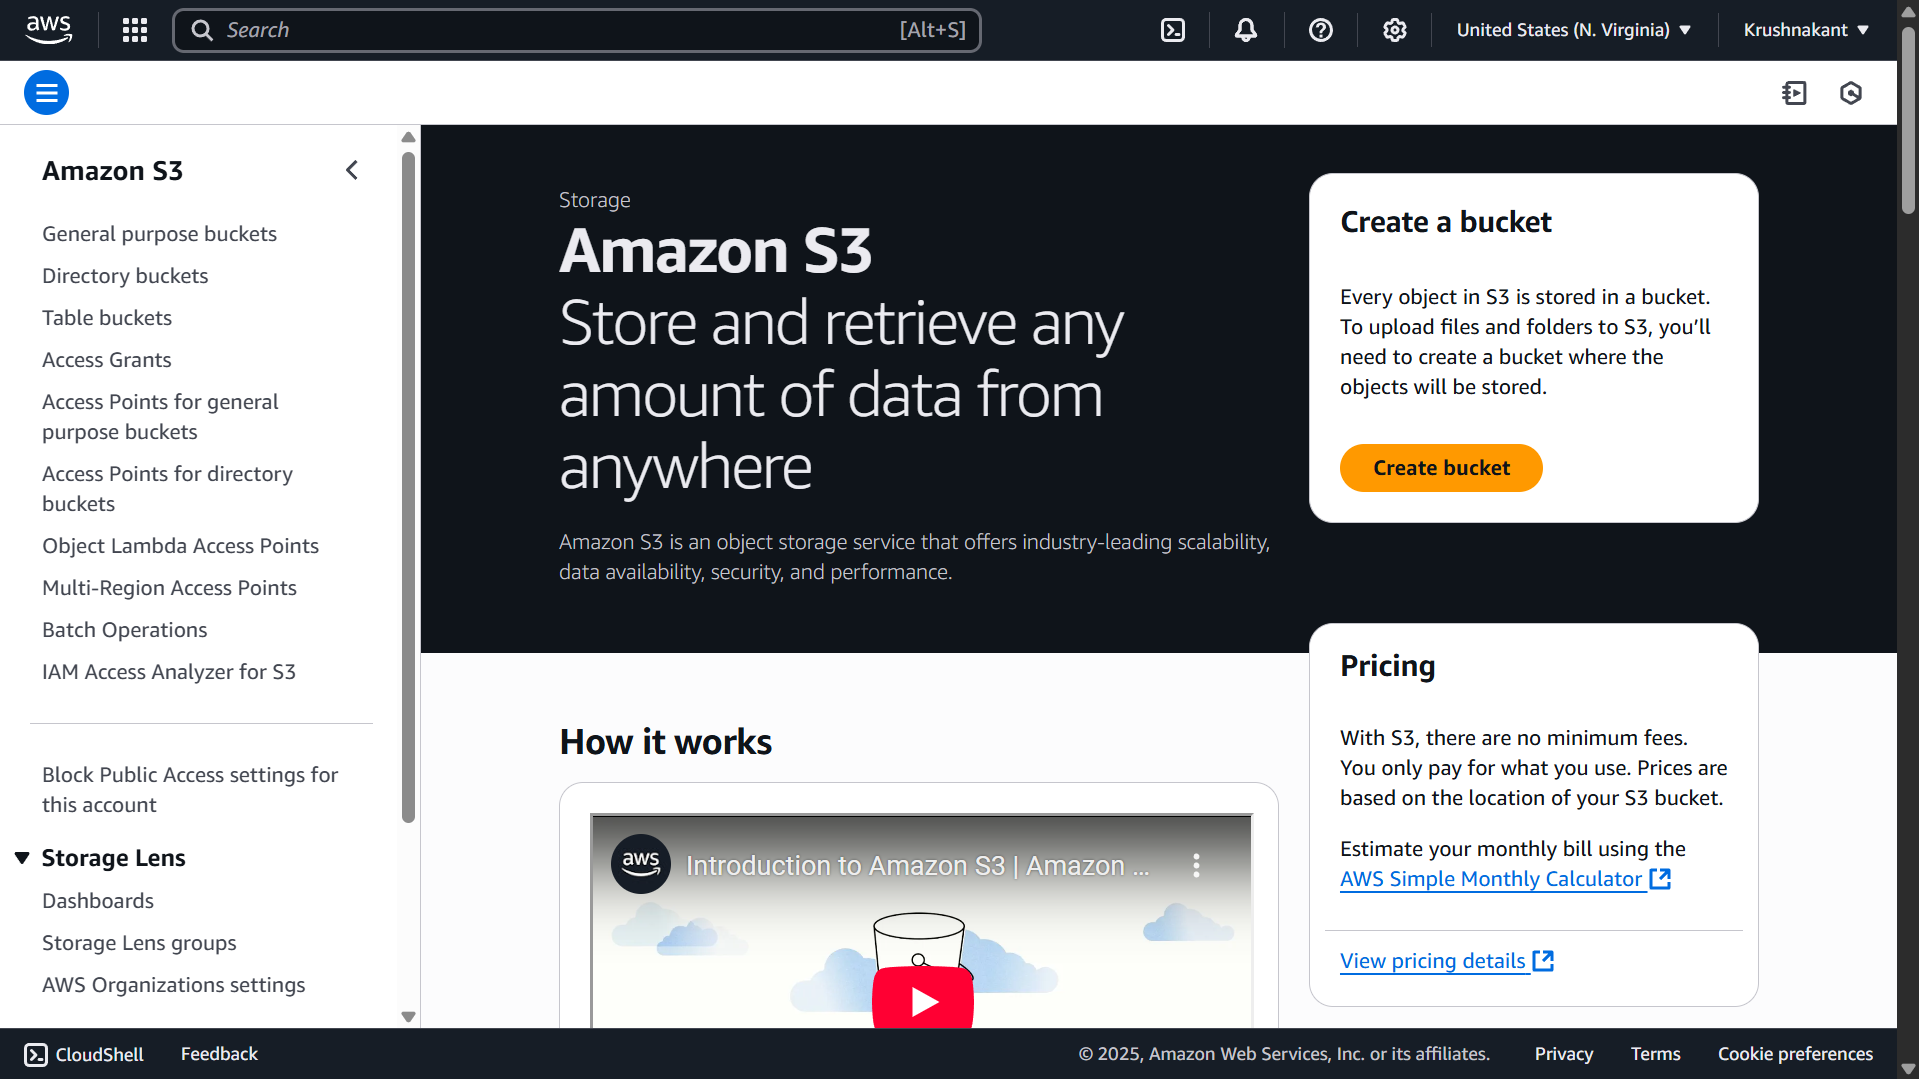 aws
Search
[Alt+S]
United States (N. Virginia)
Krushnakant
Amazon S3
General purpose buckets
Directory buckets
Table buckets
Access Grants
Access Points for general
purpose buckets
Access Points for directory
buckets
Object Lambda Access Points
Multi-Region Access Points
Batch Operations
IAM Access Analyzer for S3
Block Public Access settings for
this account
Storage Lens
Dashboards
Storage Lens groups
AWS Organizations settings
Storage
Amazon S3
Store and retrieve any
amount of data from
anywhere
Amazon S3 is an object storage service that offers industry-leading scalability,
data availability, security, and performance.
Create a bucket
Every object in S3 is stored in a bucket.
To upload files and folders to S3, you’ll
need to create a bucket where the
objects will be stored.
Create bucket
How it works
aws
Introduction to Amazon S3 | Amazon ...
Pricing
With S3, there are no minimum fees.
You only pay for what you use. Prices are
based on the location of your S3 bucket.
Estimate your monthly bill using the
AWS Simple Monthly Calculator
View pricing details
CloudShell
Feedback
© 2025, Amazon Web Services, Inc. or its affiliates.
Privacy
Terms
Cookie preferences